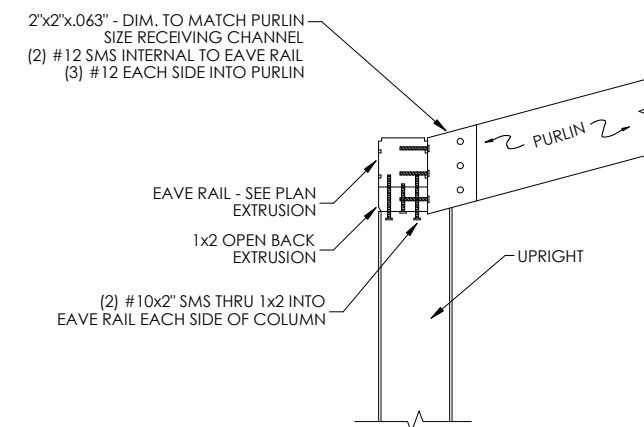 2"x2"x.063" - DIM. TO MATCH PURLIN
SIZE RECEIVING CHANNEL
(2) #12 SMS INTERNAL TO EAVE RAIL
(3) #12 EACH SIDE INTO PURLIN
PURLIN
EAVE RAIL - SEE PLAN
EXTRUSION
1x2 OPEN BACK
EXTRUSION
UPRIGHT
(2) #10x2" SMS THRU 1x2 INTO
EAVE RAIL EACH SIDE OF COLUMN